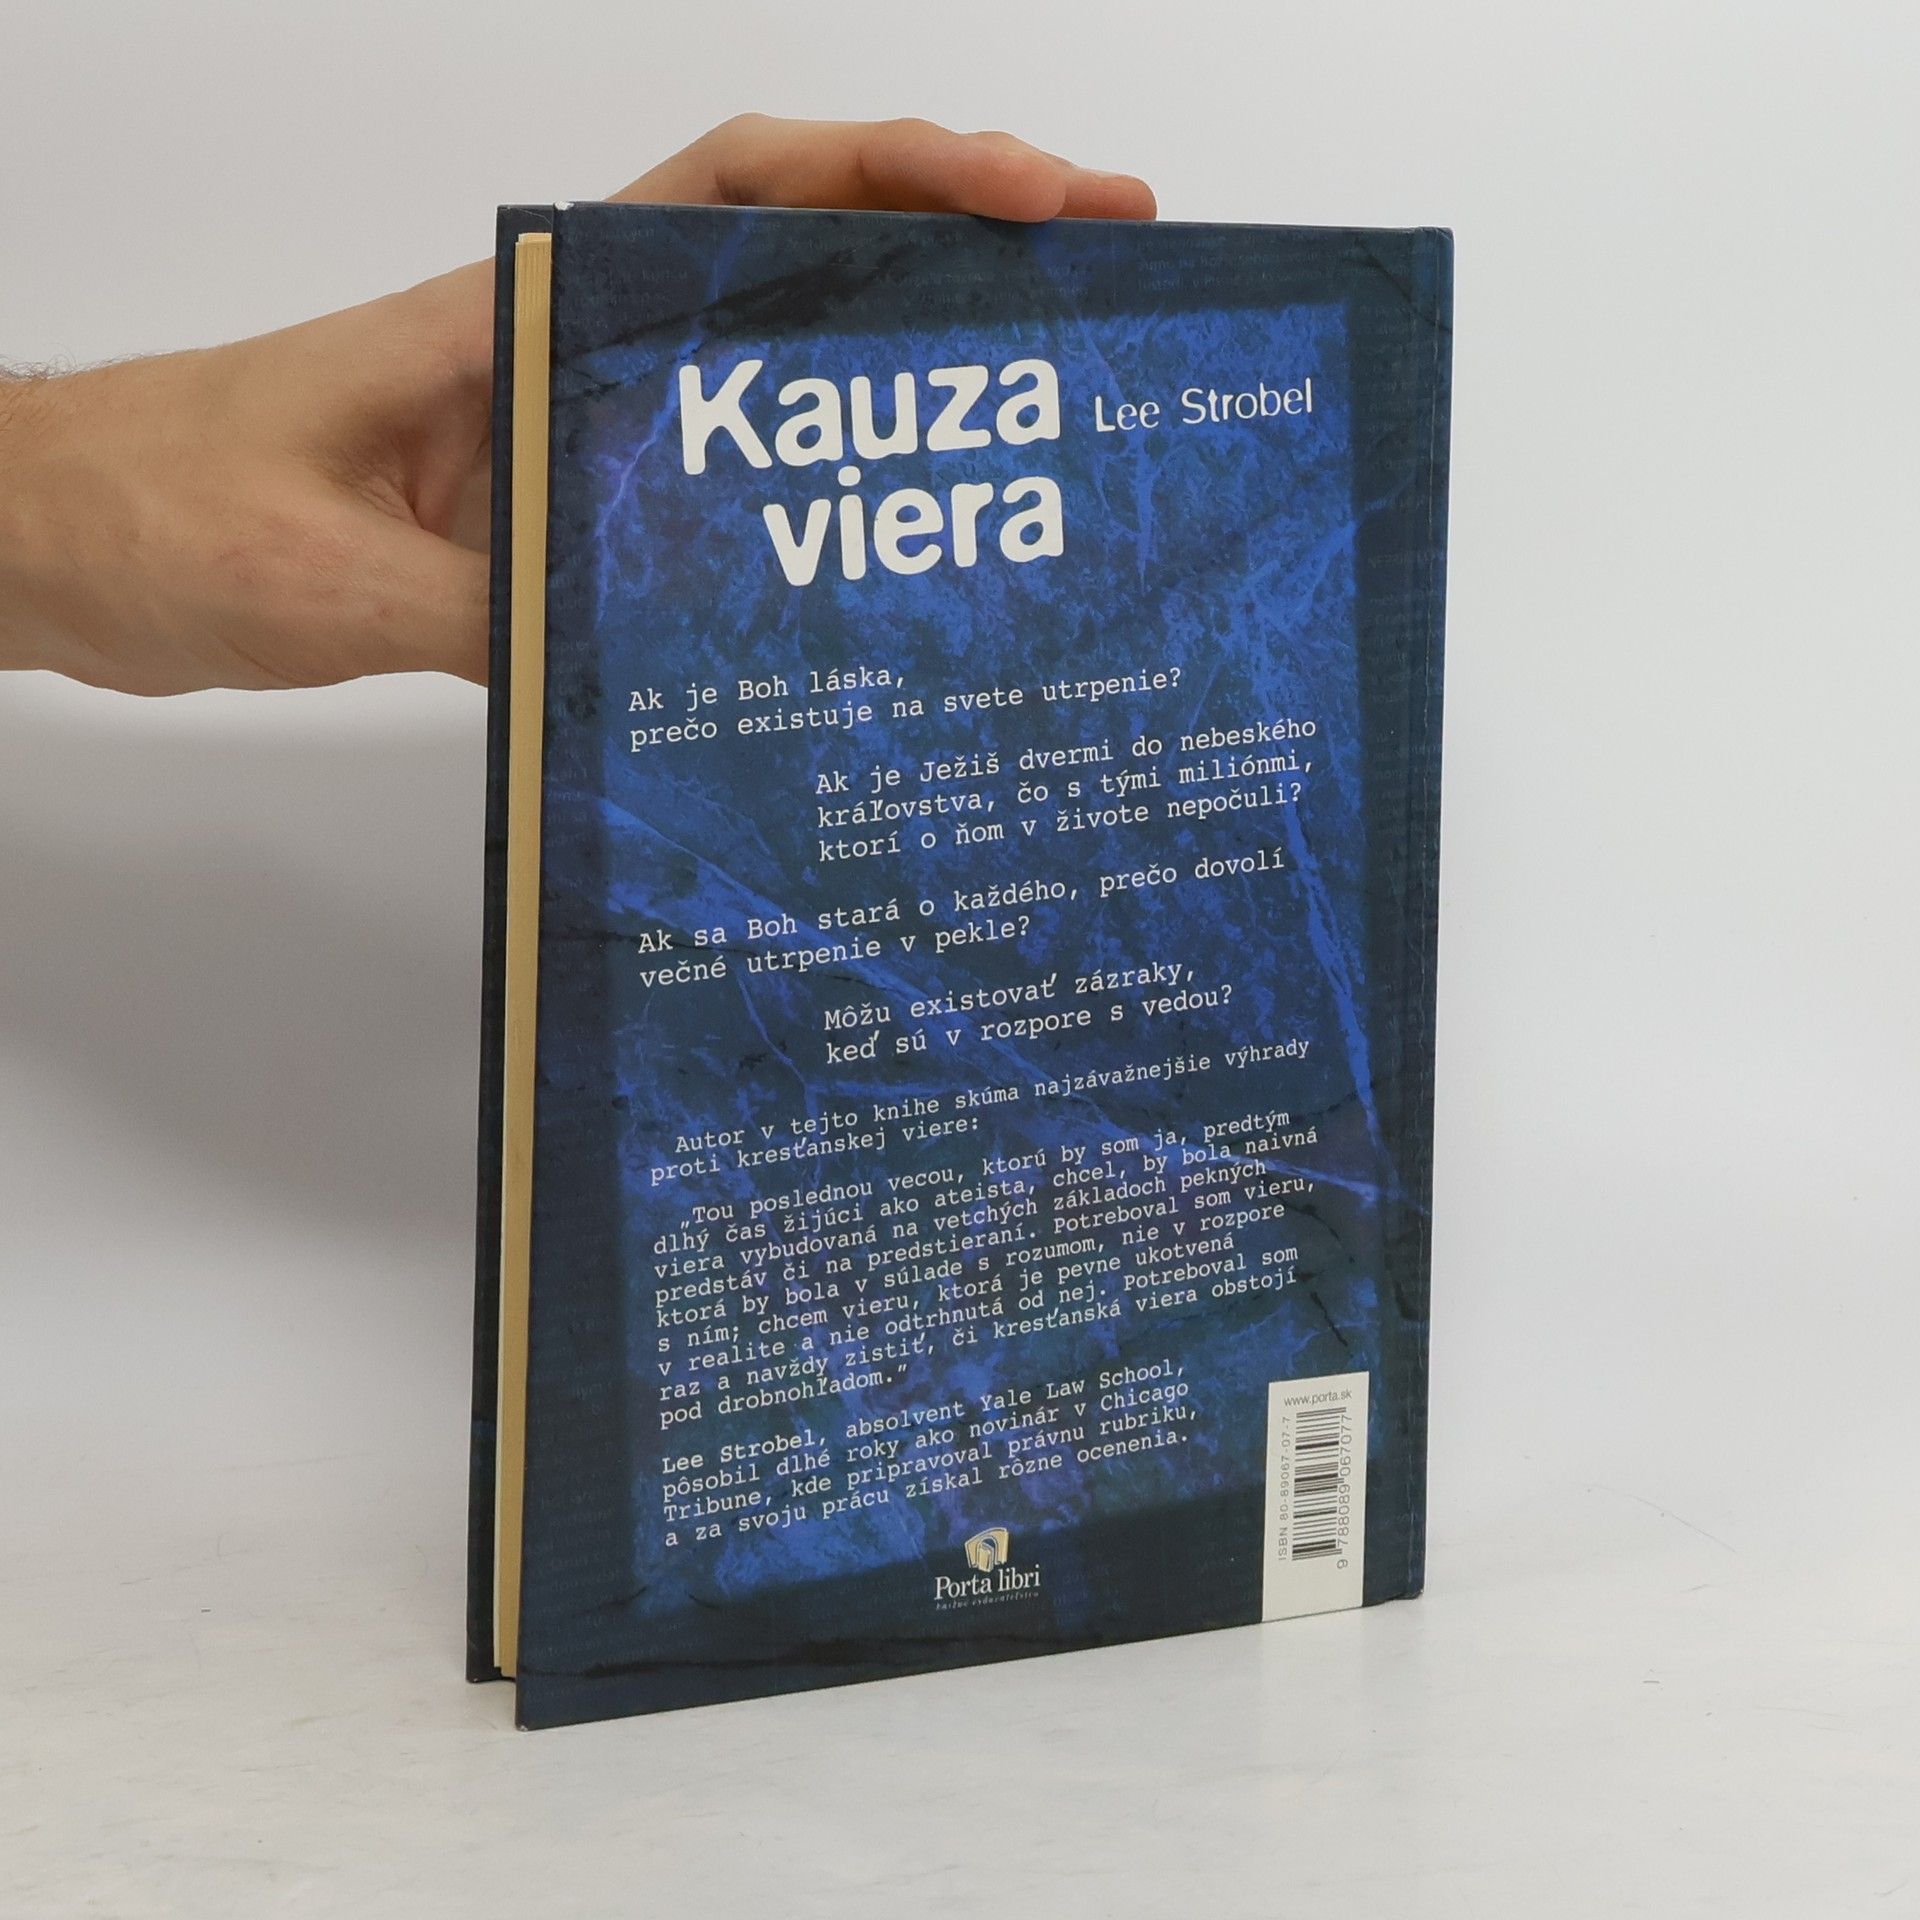 Kauza
viera
Lee Strobel
Ak je Boh láska,
prečo existuje na svete utrpenie?
Ak je Ježiš dvermi do nebeského
kráľovstva, čo s tými miliónmi,
ktorí o ňom v živote nepočuli?
Ak sa Boh stará o každého, prečo dovolí
večné utrpenie v pekle?
Môžu existovať zázraky,
keď sú v rozpore s vedou?
Autor v tejto knihe skúma najzávažnejšie výhrady
proti kresťanskej viere:
„Tou poslednou vecou, ktorú by som ja, predtým
dlhý čas žijúci ako ateista, chcel, by bola naivná
viera vybudovaná na vetchých základoch pekných
predstáv či na predstieraní. Potreboval som vieru,
ktorá by bola v súlade s rozumom, nie v rozpore
s ním; chcem vieru, ktorá je pevne ukotvená
v realite a nie odtrhnutá od nej. Potreboval som
raz a navždy zistiť, či kresťanská viera obstojí
pod drobnohľadom."
Lee Strobel, absolvent Yale Law School,
pôsobil dlhé roky ako novinár v Chicago
Tribune, kde pripravoval právnu rubriku,
a za svoju prácu získal rôzne ocenenia.
Porta libri
knižné vydavateľstvo
www.porta.sk
ISBN 80-89067-07-7
9 788089 067077